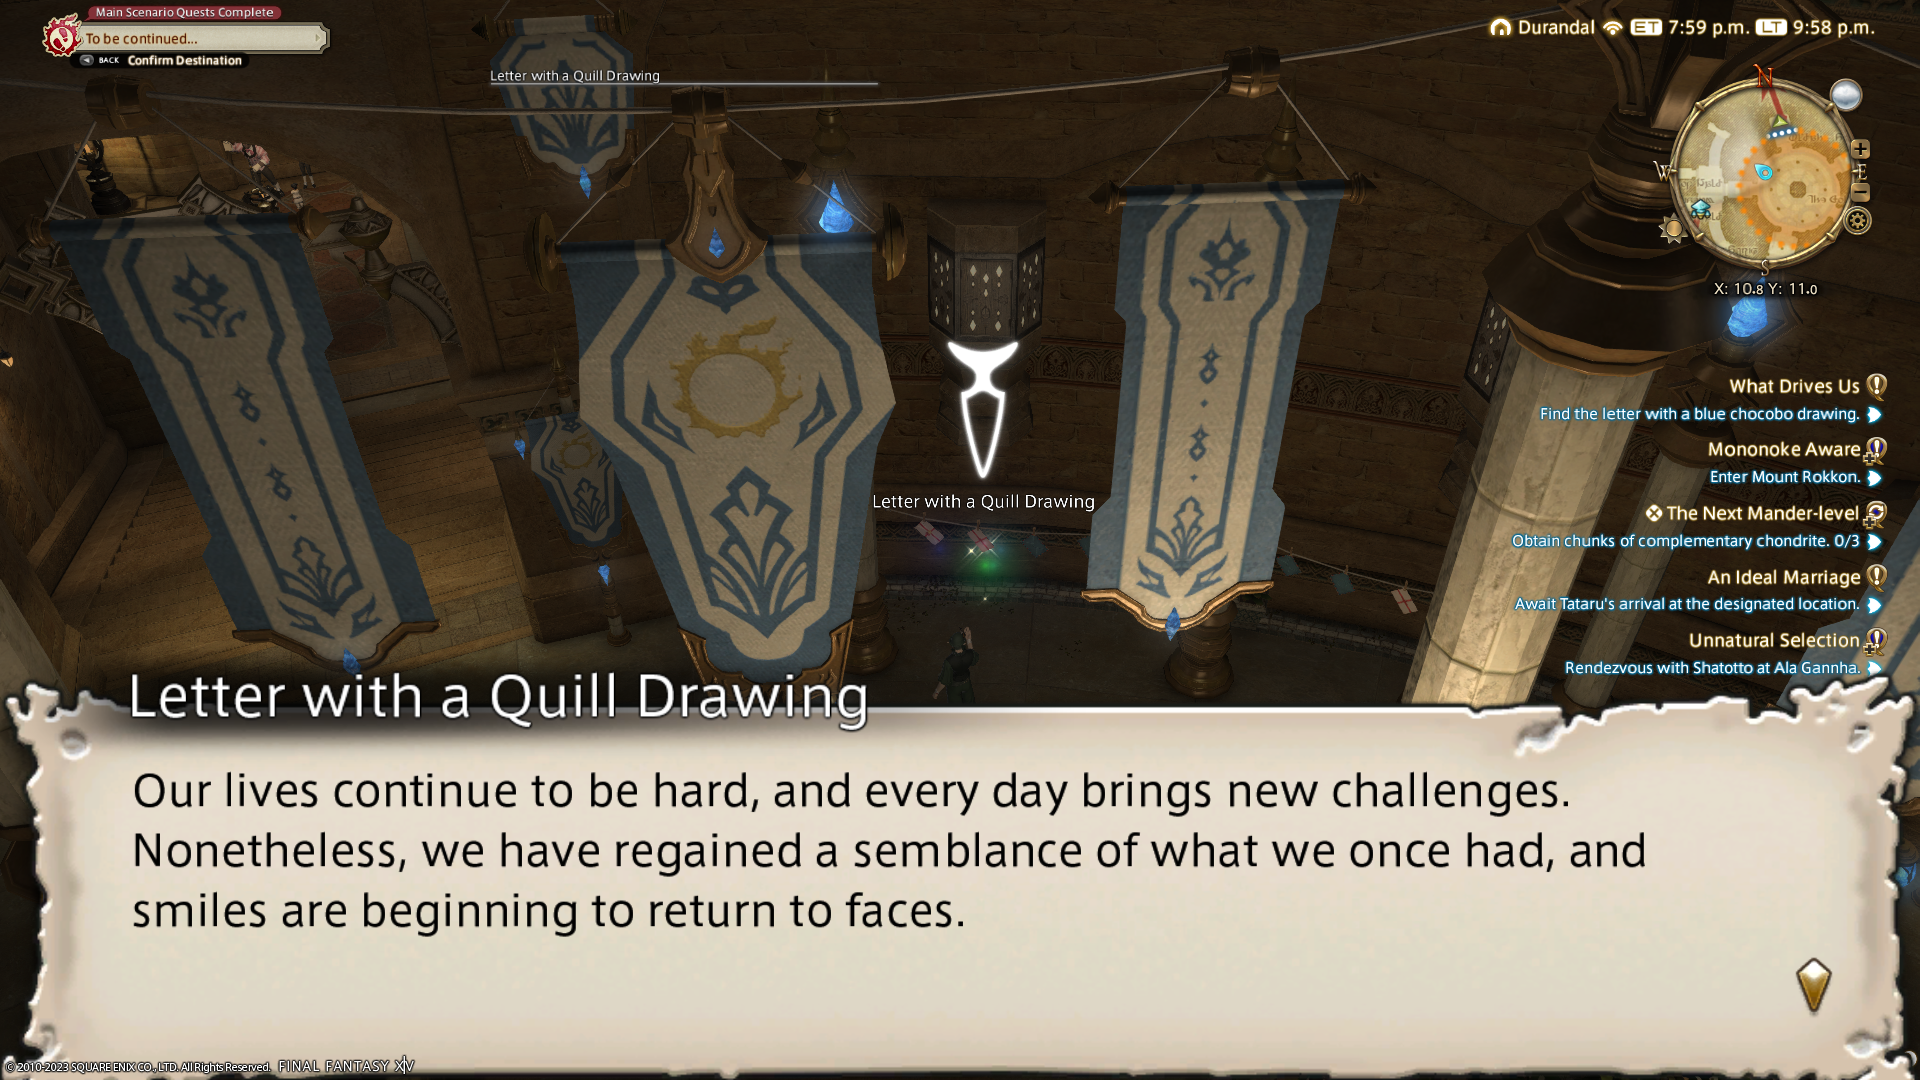 Main Scenario Quests Complete
To be continued...
BACK Confirm Destination
Letter with a Quill Drawing
Durandal ET 7:59 p.m. LT 9:58 p.m.
N
W
E
S
X: 10.8 Y: 11.0
What Drives Us
Find the letter with a blue chocobo drawing.
Mononoke Aware
Enter Mount Rokkon.
The Next Mander-level
Obtain chunks of complementary chondrite. 0/3
An Ideal Marriage
Await Tataru's arrival at the designated location.
Unnatural Selection
Rendezvous with Shatotto at Ala Gannha.
Letter with a Quill Drawing
Letter with a Quill Drawing
Our lives continue to be hard, and every day brings new challenges.
Nonetheless, we have regained a semblance of what we once had, and
smiles are beginning to return to faces.
© 2010-2023 SQUARE ENIX CO., LTD. All Rights Reserved. FINAL FANTASY XIV